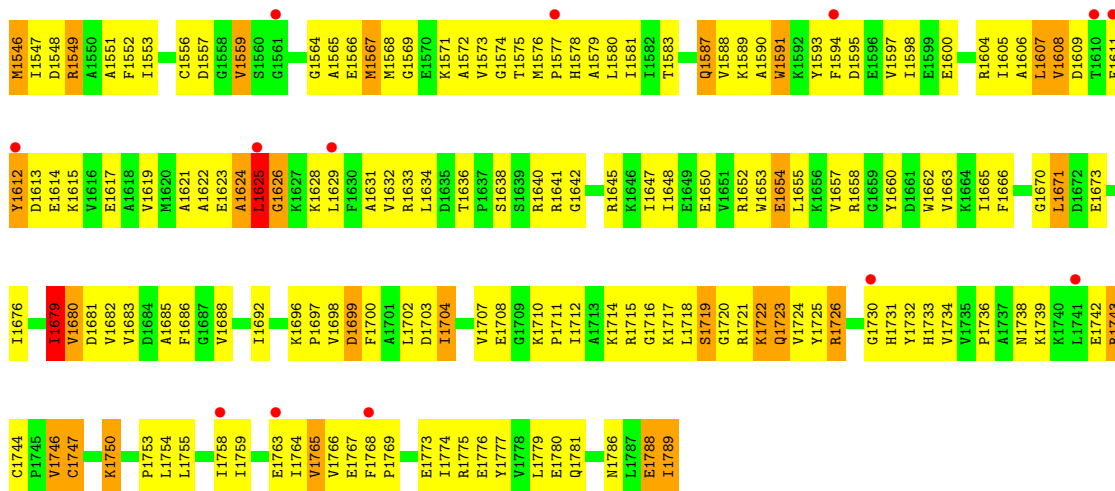 M1546 I1547 D1548 R1549 A1550 A1551 F1552 I1553 C1556 D1557 G1558 V1559 S1560 G1561 G1564 A1565 E1566 M1567 M1568 G1569 E1570 K1571 A1572 V1573 G1574 T1575 M1576 P1577 H1578 A1579 L1580 I1581 I1582 T1583 Q1587 V1588 K1589 A1590 W1591 K1592 Y1593 F1594 D1595 E1596 V1597 I1598 E1599 E1600 R1604 I1605 A1606 L1607 V1608 D1609 T1610
Y1612 D1613 E1614 K1615 V1616 E1617 A1618 V1619 M1620 A1621 A1622 E1623 A1624 L1625 G1626 K1627 K1628 L1629 F1630 A1631 V1632 R1633 L1634 D1635 T1636 P1637 S1638 S1639 R1640 R1641 G1642 R1645 K1646 I1647 I1648 E1649 E1650 V1651 R1652 W1653 E1654 L1655 K1656 V1657 R1658 G1659 Y1660 D1661 W1662 V1663 K1664 I1665 F1666 G1670 L1671 D1672 E1673
I1676 I1679 V1680 D1681 V1682 V1683 D1684 A1685 F1686 G1687 V1688 I1692 K1696 P1697 V1698 D1699 F1700 A1701 L1702 D1703 I1704 V1707 E1708 G1709 K1710 P1711 I1712 A1713 K1714 R1715 G1716 K1717 L1718 S1719 G1720 R1721 K1722 Q1723 V1724 Y1725 R1726 G1730 H1731 Y1732 H1733 V1734 V1735 P1736 A1737 N1738 K1739 K1740 L1741 E1742
C1744 P1745 V1746 C1747 K1750 P1753 L1754 L1755 I1758 I1759 E1763 I1764 V1765 V1766 E1767 F1768 P1769 E1773 I1774 R1775 E1776 Y1777 V1778 L1779 E1780 Q1781 N1786 L1787 E1788 I1789